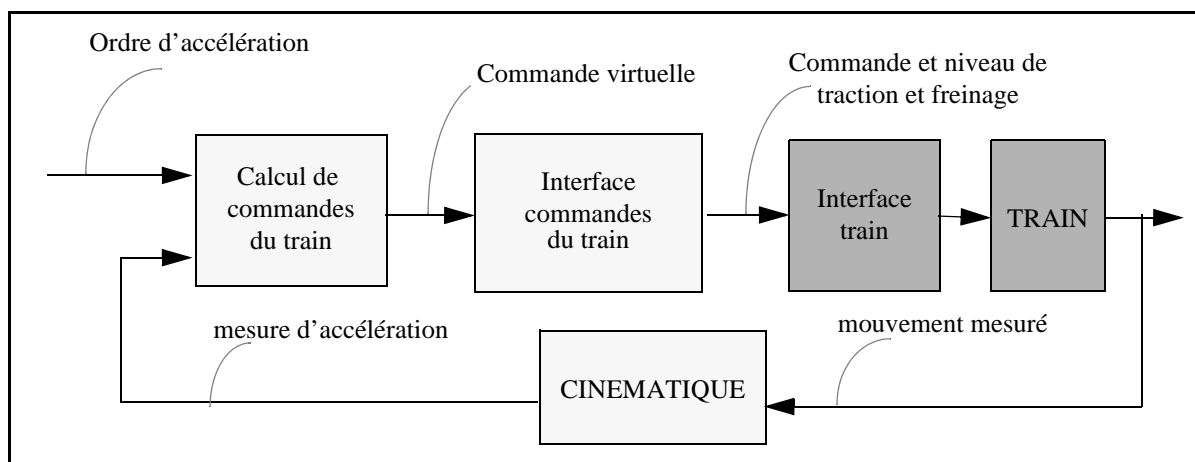 Ordre d’accélération
Commande virtuelle
Commande et niveau de
traction et freinage
Calcul de
commandes
du train
Interface
commandes
du train
Interface
train
TRAIN
mesure d’accélération
mouvement mesuré
CINEMATIQUE